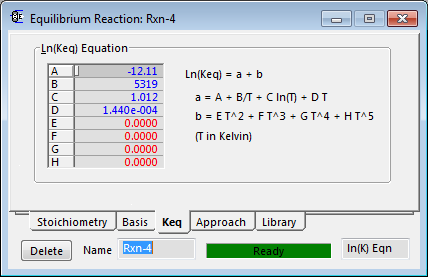 Equilibrium Reaction: Rxn-4
Ln(Keq) Equation
A -12.11
B 5319
C 1.012
D 1.440e-004
E 0.0000
F 0.0000
G 0.0000
H 0.0000
Ln(Keq) = a + b
a = A + B/T + C ln(T) + D T
b = E T^2 + F T^3 + G T^4 + H T^5
(T in Kelvin)
Stoichiometry Basis Keq Approach Library
Delete Name Rxn-4 Ready ln(K) Eqn